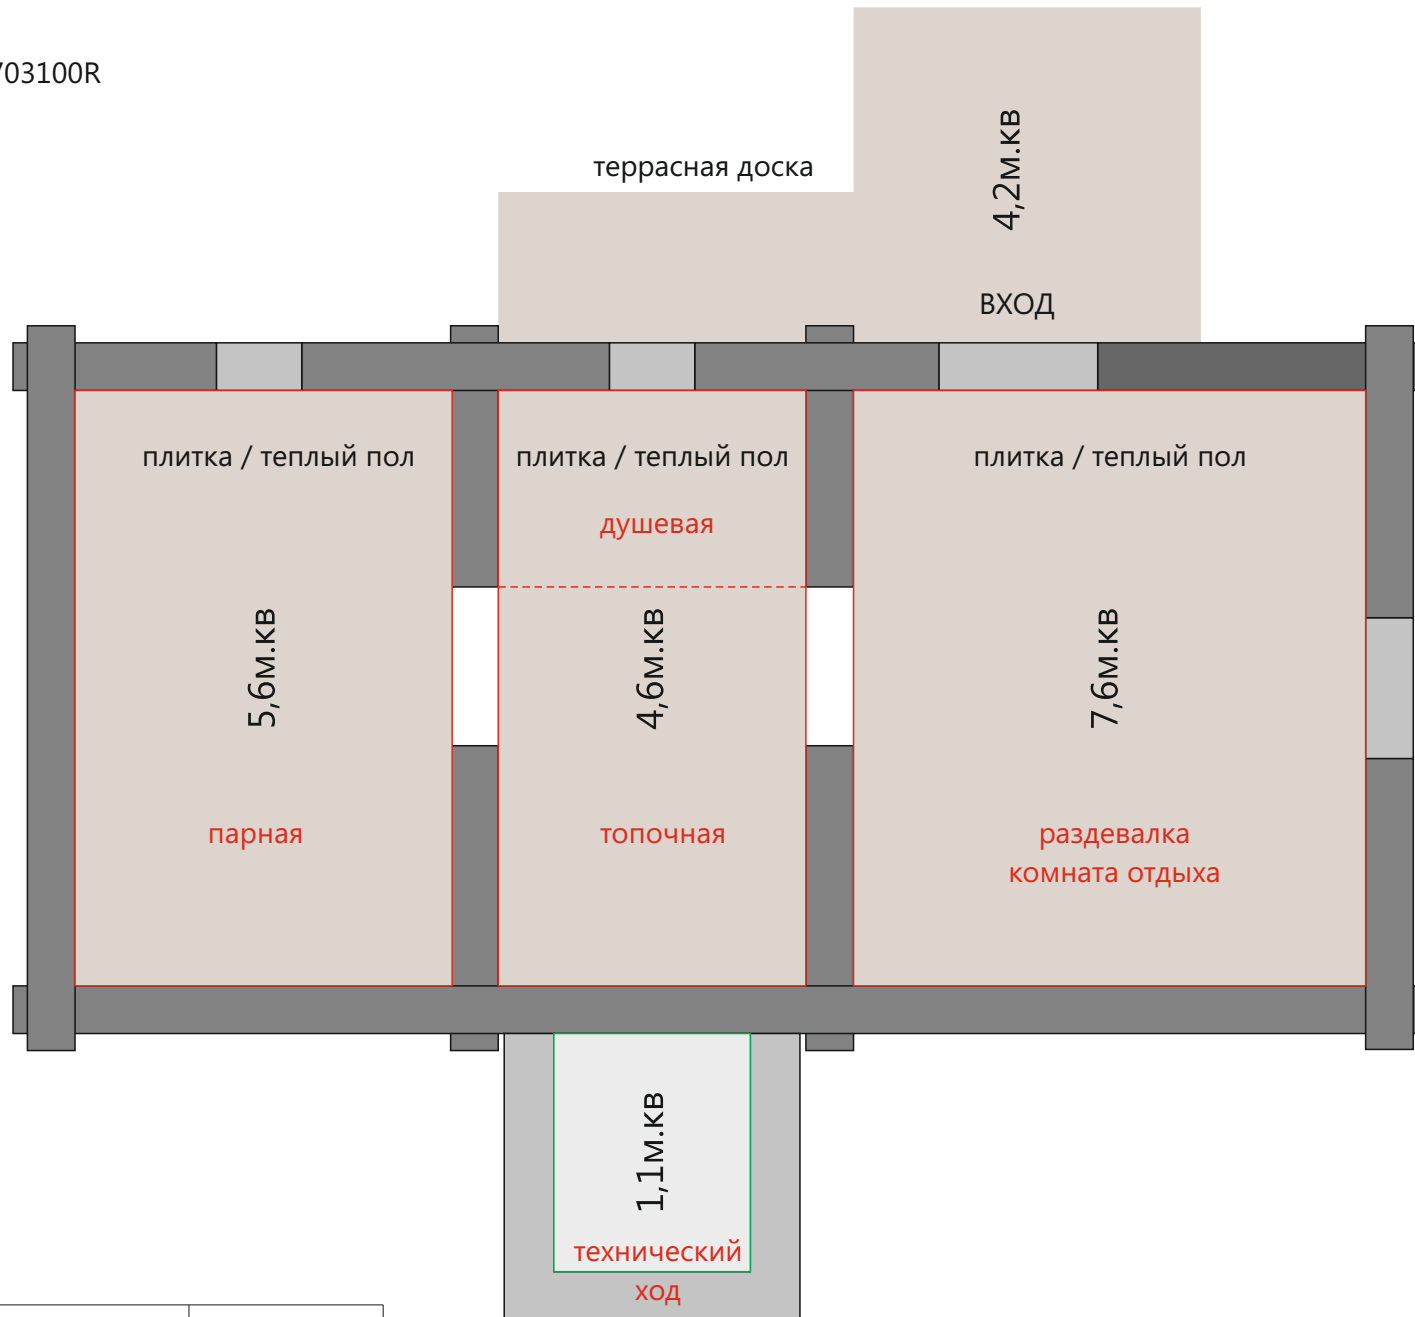 703100R
террасная доска
4,2м.кв
ВХОД
плитка / теплый пол
плитка / теплый пол
плитка / теплый пол
душевая
5,6м.кв
4,6м.кв
7,6м.кв
парная
топочная
раздевалка
комната отдыха
1,1м.кв
технический
ход